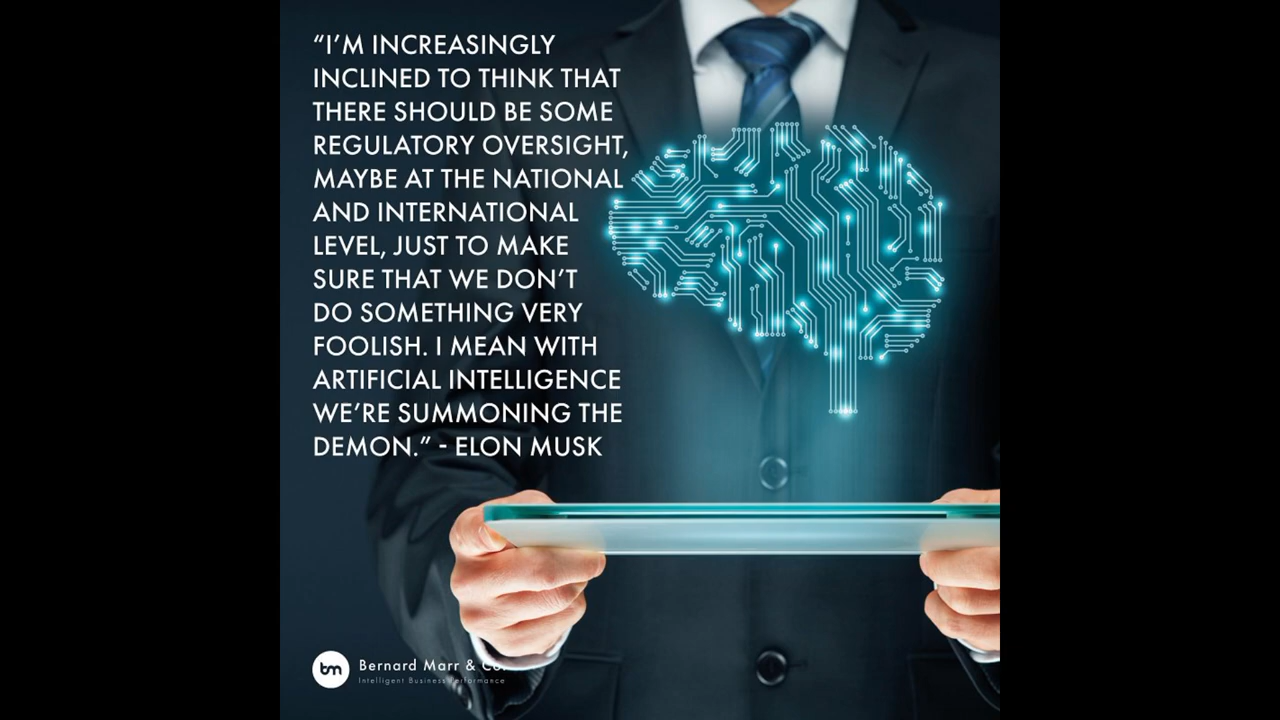 “I’M INCREASINGLY
INCLINED TO THINK THAT
THERE SHOULD BE SOME
REGULATORY OVERSIGHT,
MAYBE AT THE NATIONAL
AND INTERNATIONAL
LEVEL, JUST TO MAKE
SURE THAT WE DON’T
DO SOMETHING VERY
FOOLISH. I MEAN WITH
ARTIFICIAL INTELLIGENCE
WE’RE SUMMONING THE
DEMON.” - ELON MUSK
bm
Bernard Marr & Co.
Intelligent Business Performance